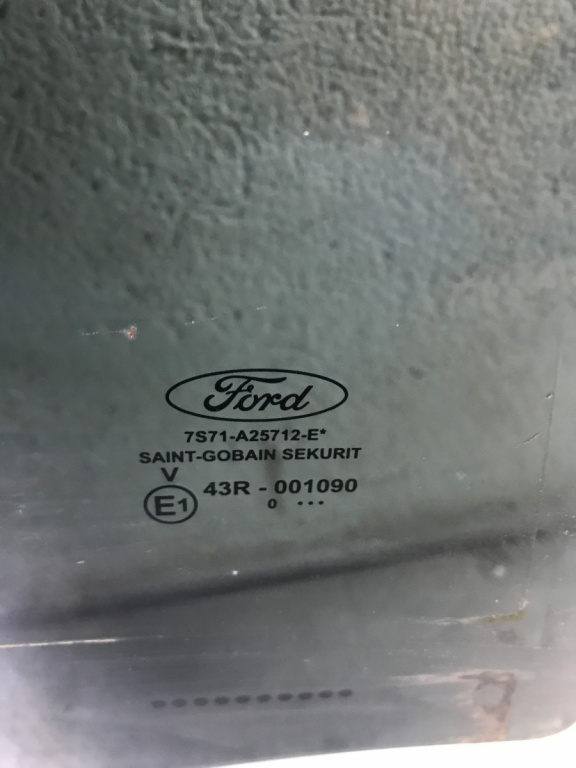 Ford
7S71-A25712-E*
SAINT-GOBAIN SEKURIT
V
E1 43R - 001090
0 ...